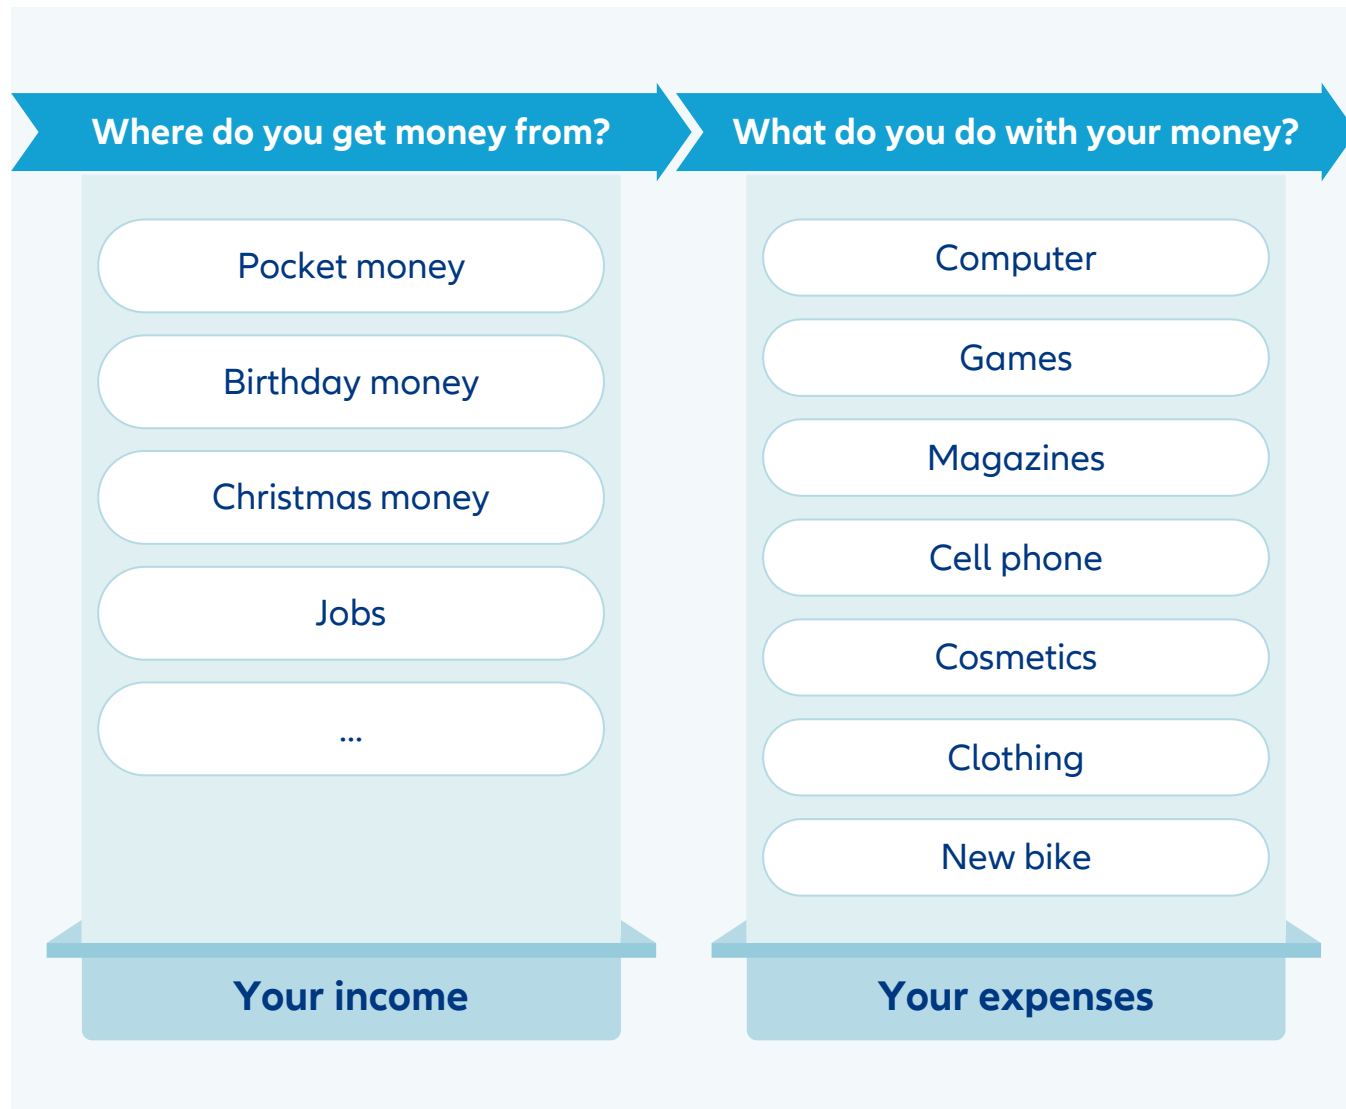 Where do you get money from?
Pocket money
Birthday money
Christmas money
Jobs
...
Your income
What do you do with your money?
Computer
Games
Magazines
Cell phone
Cosmetics
Clothing
New bike
Your expenses